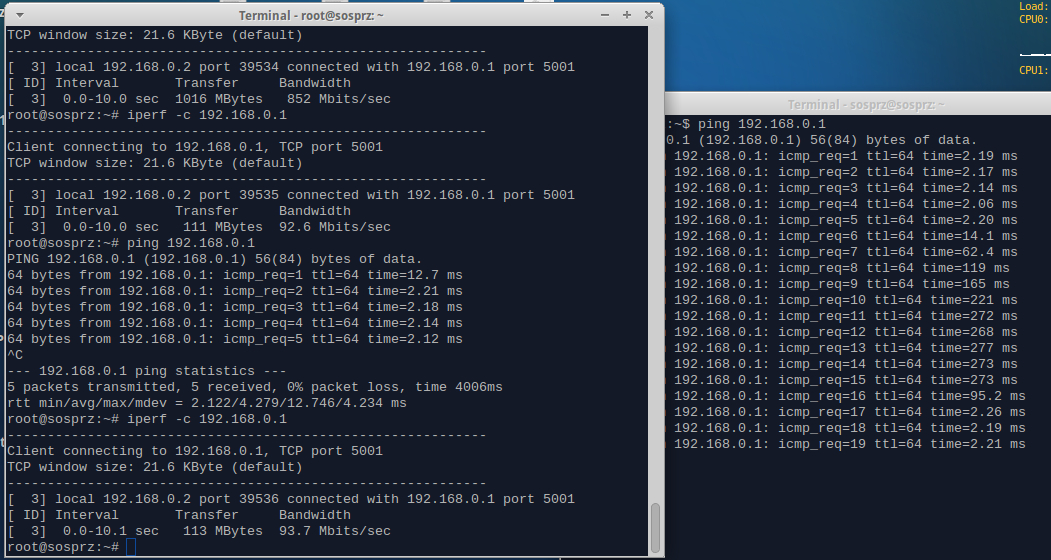 Terminal - root@sosprz: ~
TCP window size: 21.6 KByte (default)
------------------------------------------------------------
[  3] local 192.168.0.2 port 39534 connected with 192.168.0.1 port 5001
[ ID] Interval       Transfer     Bandwidth
[  3]  0.0-10.0 sec  1016 MBytes   852 Mbits/sec
root@sosprz:~# iperf -c 192.168.0.1
------------------------------------------------------------
Client connecting to 192.168.0.1, TCP port 5001
TCP window size: 21.6 KByte (default)
------------------------------------------------------------
[  3] local 192.168.0.2 port 39535 connected with 192.168.0.1 port 5001
[ ID] Interval       Transfer     Bandwidth
[  3]  0.0-10.0 sec   111 MBytes  92.6 Mbits/sec
root@sosprz:~# ping 192.168.0.1
PING 192.168.0.1 (192.168.0.1) 56(84) bytes of data.
64 bytes from 192.168.0.1: icmp_req=1 ttl=64 time=12.7 ms
64 bytes from 192.168.0.1: icmp_req=2 ttl=64 time=2.21 ms
64 bytes from 192.168.0.1: icmp_req=3 ttl=64 time=2.18 ms
64 bytes from 192.168.0.1: icmp_req=4 ttl=64 time=2.14 ms
64 bytes from 192.168.0.1: icmp_req=5 ttl=64 time=2.12 ms
^C
--- 192.168.0.1 ping statistics ---
5 packets transmitted, 5 received, 0% packet loss, time 4006ms
rtt min/avg/max/mdev = 2.122/4.279/12.746/4.234 ms
root@sosprz:~# iperf -c 192.168.0.1
------------------------------------------------------------
Client connecting to 192.168.0.1, TCP port 5001
TCP window size: 21.6 KByte (default)
------------------------------------------------------------
[  3] local 192.168.0.2 port 39536 connected with 192.168.0.1 port 5001
[ ID] Interval       Transfer     Bandwidth
[  3]  0.0-10.1 sec   113 MBytes  93.7 Mbits/sec
root@sosprz:~#
Load:
CPU0:
CPU1:
Terminal - sosprz@sosprz: ~
:~$ ping 192.168.0.1
0.1 (192.168.0.1) 56(84) bytes of data.
192.168.0.1: icmp_req=1 ttl=64 time=2.19 ms
192.168.0.1: icmp_req=2 ttl=64 time=2.17 ms
192.168.0.1: icmp_req=3 ttl=64 time=2.14 ms
192.168.0.1: icmp_req=4 ttl=64 time=2.06 ms
192.168.0.1: icmp_req=5 ttl=64 time=2.20 ms
192.168.0.1: icmp_req=6 ttl=64 time=14.1 ms
192.168.0.1: icmp_req=7 ttl=64 time=62.4 ms
192.168.0.1: icmp_req=8 ttl=64 time=119 ms
192.168.0.1: icmp_req=9 ttl=64 time=165 ms
192.168.0.1: icmp_req=10 ttl=64 time=221 ms
192.168.0.1: icmp_req=11 ttl=64 time=272 ms
192.168.0.1: icmp_req=12 ttl=64 time=268 ms
192.168.0.1: icmp_req=13 ttl=64 time=277 ms
192.168.0.1: icmp_req=14 ttl=64 time=273 ms
192.168.0.1: icmp_req=15 ttl=64 time=273 ms
192.168.0.1: icmp_req=16 ttl=64 time=95.2 ms
192.168.0.1: icmp_req=17 ttl=64 time=2.26 ms
192.168.0.1: icmp_req=18 ttl=64 time=2.19 ms
192.168.0.1: icmp_req=19 ttl=64 time=2.21 ms